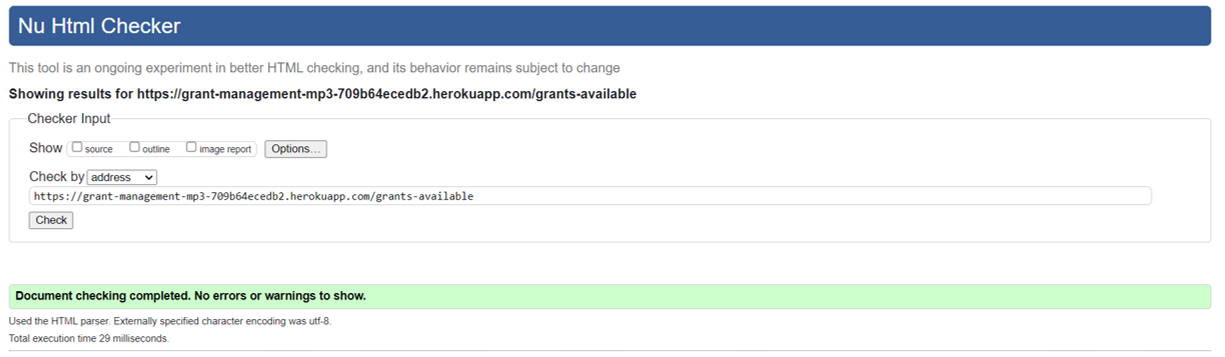 Nu Html Checker
This tool is an ongoing experiment in better HTML checking, and its behavior remains subject to change
Showing results for https://grant-management-mp3-709b64ecedb2.herokuapp.com/grants-available
Checker Input
Show source outline image report Options...
Check by address
https://grant-management-mp3-709b64ecedb2.herokuapp.com/grants-available
Check
Document checking completed. No errors or warnings to show.
Used the HTML parser. Externally specified character encoding was utf-8.
Total execution time 29 milliseconds.